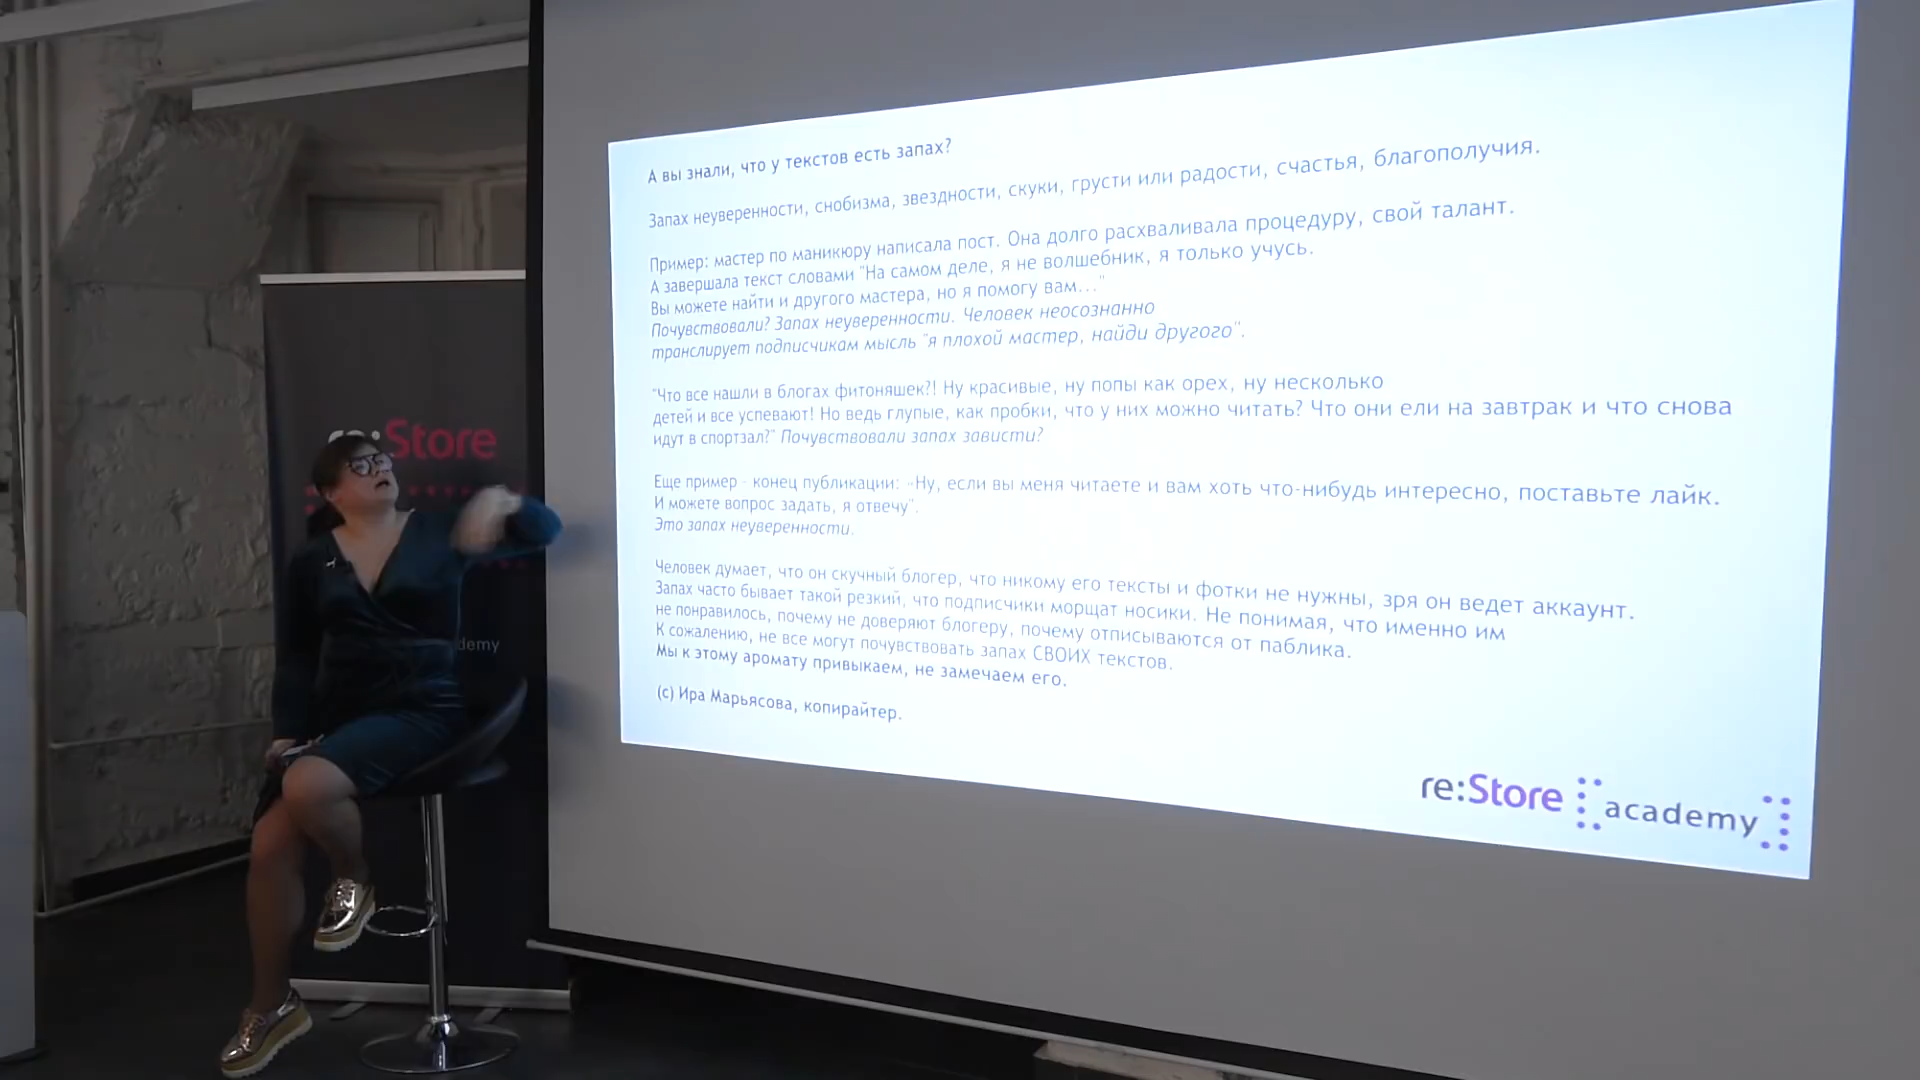 А вы знали, что у текстов есть запах?
Запах неуверенности, снобизма, звездности, скуки, грусти или радости, счастья, благополучия.
Пример: мастер по маникюру написала пост. Она долго расхваливала процедуру, свой талант.
А завершала текст словами "На самом деле, я не волшебник, я только учусь.
Вы можете найти и другого мастера, но я помогу вам..."
Почувствовали? Запах неуверенности. Человек неосознанно
транслирует подписчикам мысль "я плохой мастер, найди другого".
"Что все нашли в блогах фитоняшек?! Ну красивые, ну попы как орех, ну несколько
детей и все успевают! Но ведь глупые, как пробки, что у них можно читать? Что они ели на завтрак и что снова
идут в спортзал?" Почувствовали запах зависти?
Еще пример - конец публикации: "Ну, если вы меня читаете и вам хоть что-нибудь интересно, поставьте лайк.
И можете вопрос задать, я отвечу".
Это запах неуверенности.
Человек думает, что он скучный блогер, что никому его тексты и фотки не нужны, зря он ведет аккаунт.
Запах часто бывает такой резкий, что подписчики морщат носики. Не понимая, что именно им
не понравилось, почему не доверяют блогеру, почему отписываются от паблика.
К сожалению, не все могут почувствовать запах СВОИХ текстов.
Мы к этому аромату привыкаем, не замечаем его.
(с) Ира Марьясова, копирайтер.
re:Store academy
re:Store
demy